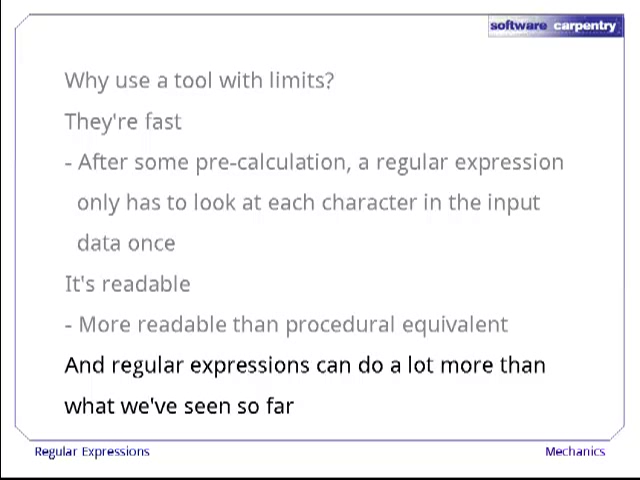 software carpentry
Why use a tool with limits?
They're fast
- After some pre-calculation, a regular expression
only has to look at each character in the input
data once
It's readable
- More readable than procedural equivalent
And regular expressions can do a lot more than
what we've seen so far
Regular Expressions
Mechanics